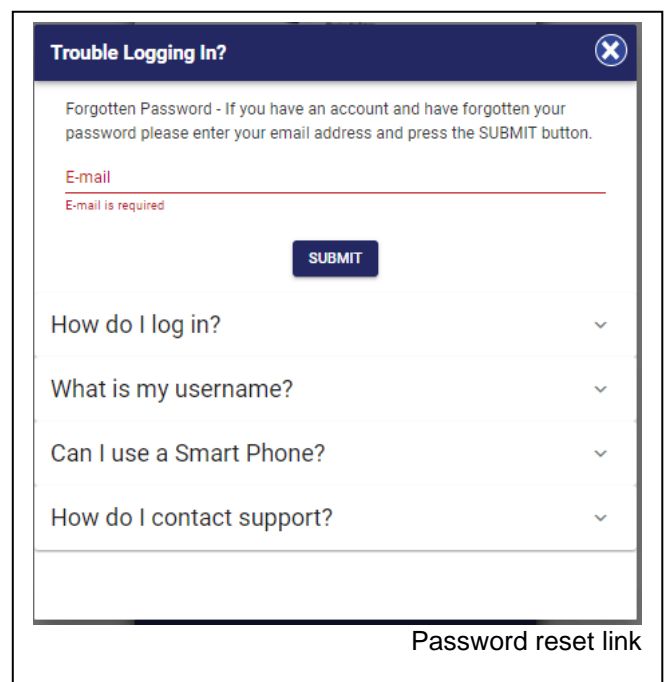 Trouble Logging In?
Forgotten Password - If you have an account and have forgotten your
password please enter your email address and press the SUBMIT button.
E-mail
E-mail is required
SUBMIT
How do I log in?
What is my username?
Can I use a Smart Phone?
How do I contact support?
Password reset link